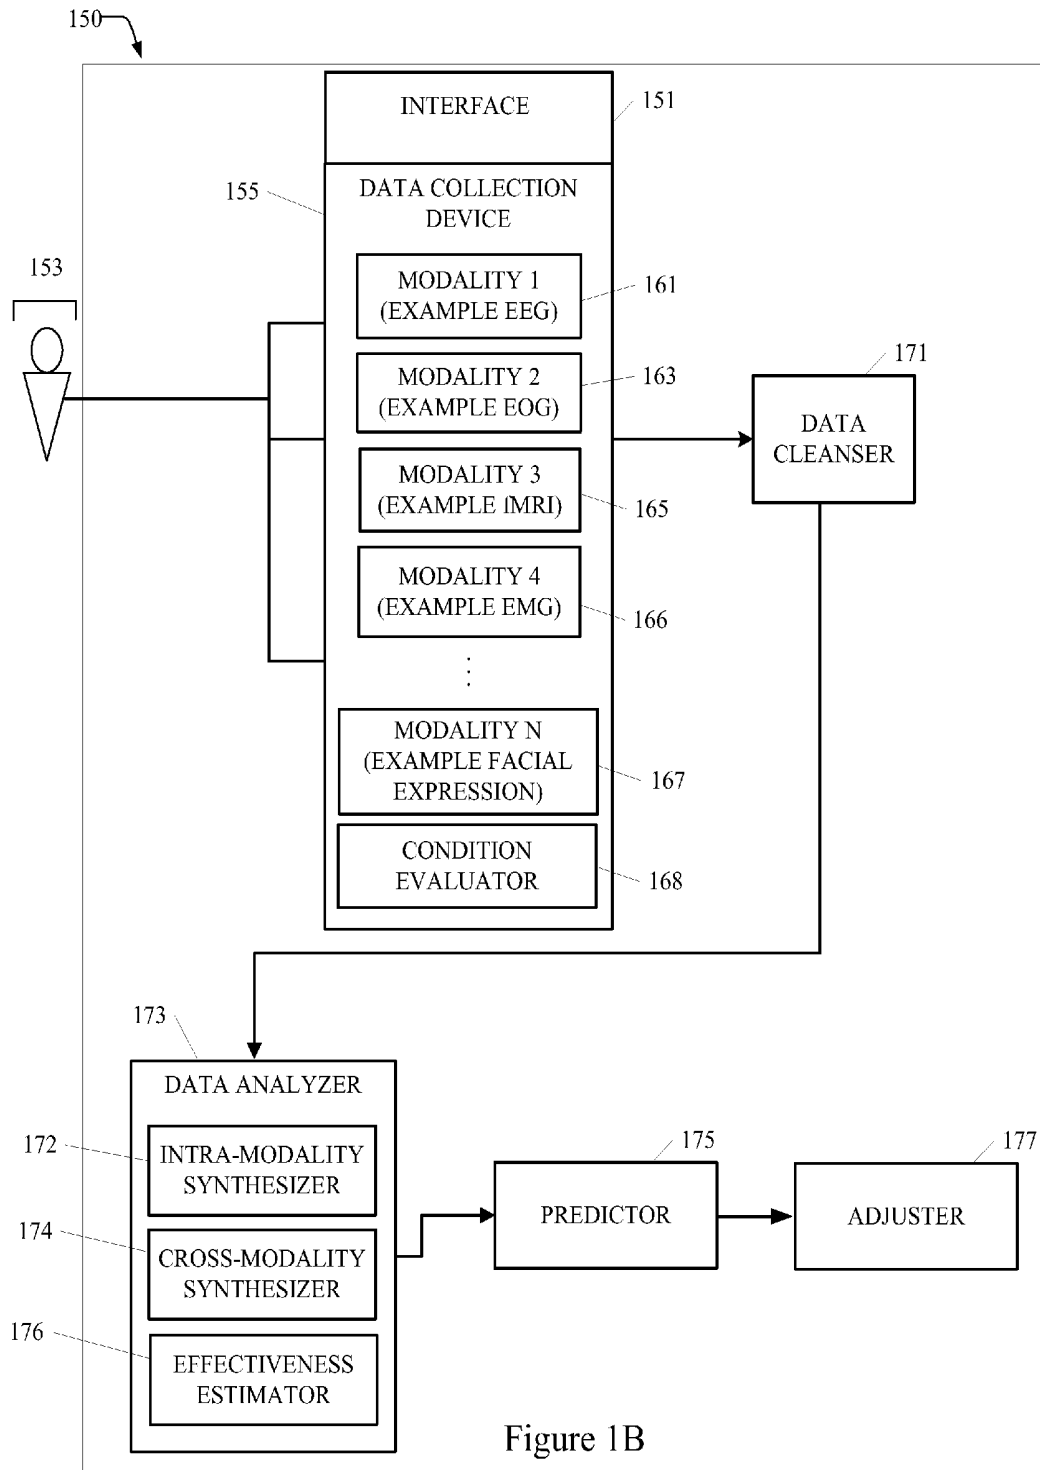 150
INTERFACE
151
155
DATA COLLECTION
DEVICE
153
MODALITY 1
(EXAMPLE EEG)
161
MODALITY 2
(EXAMPLE EOG)
163
171
DATA
CLEANSER
MODALITY 3
(EXAMPLE fMRI)
165
MODALITY 4
(EXAMPLE EMG)
166
MODALITY N
(EXAMPLE FACIAL
EXPRESSION)
167
CONDITION
EVALUATOR
168
173
DATA ANALYZER
172
INTRA-MODALITY
SYNTHESIZER
174
CROSS-MODALITY
SYNTHESIZER
176
EFFECTIVENESS
ESTIMATOR
175
PREDICTOR
177
ADJUSTER
Figure 1B